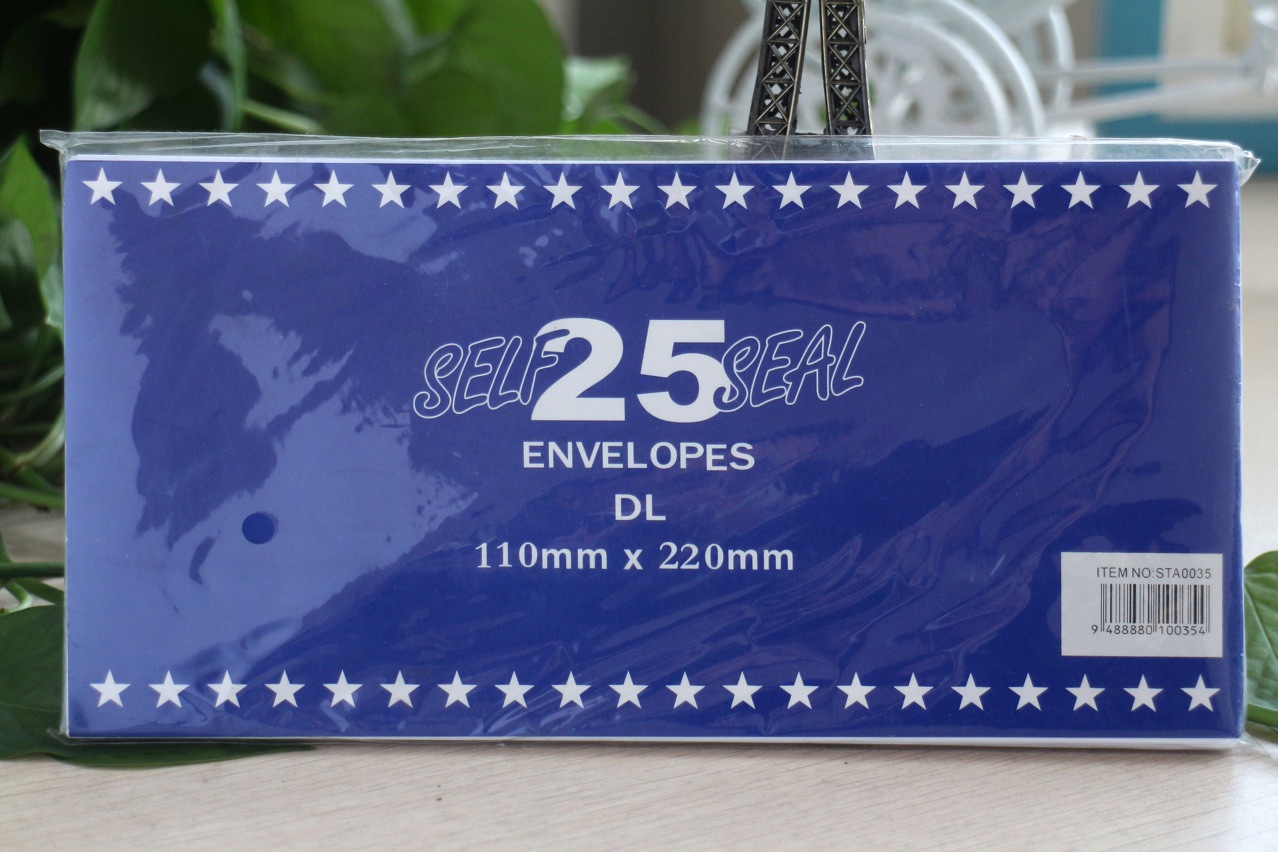 SELF 25 SEAL
ENVELOPES
DL
110mm x 220mm
ITEM NO:STA0035
9 488880 100354